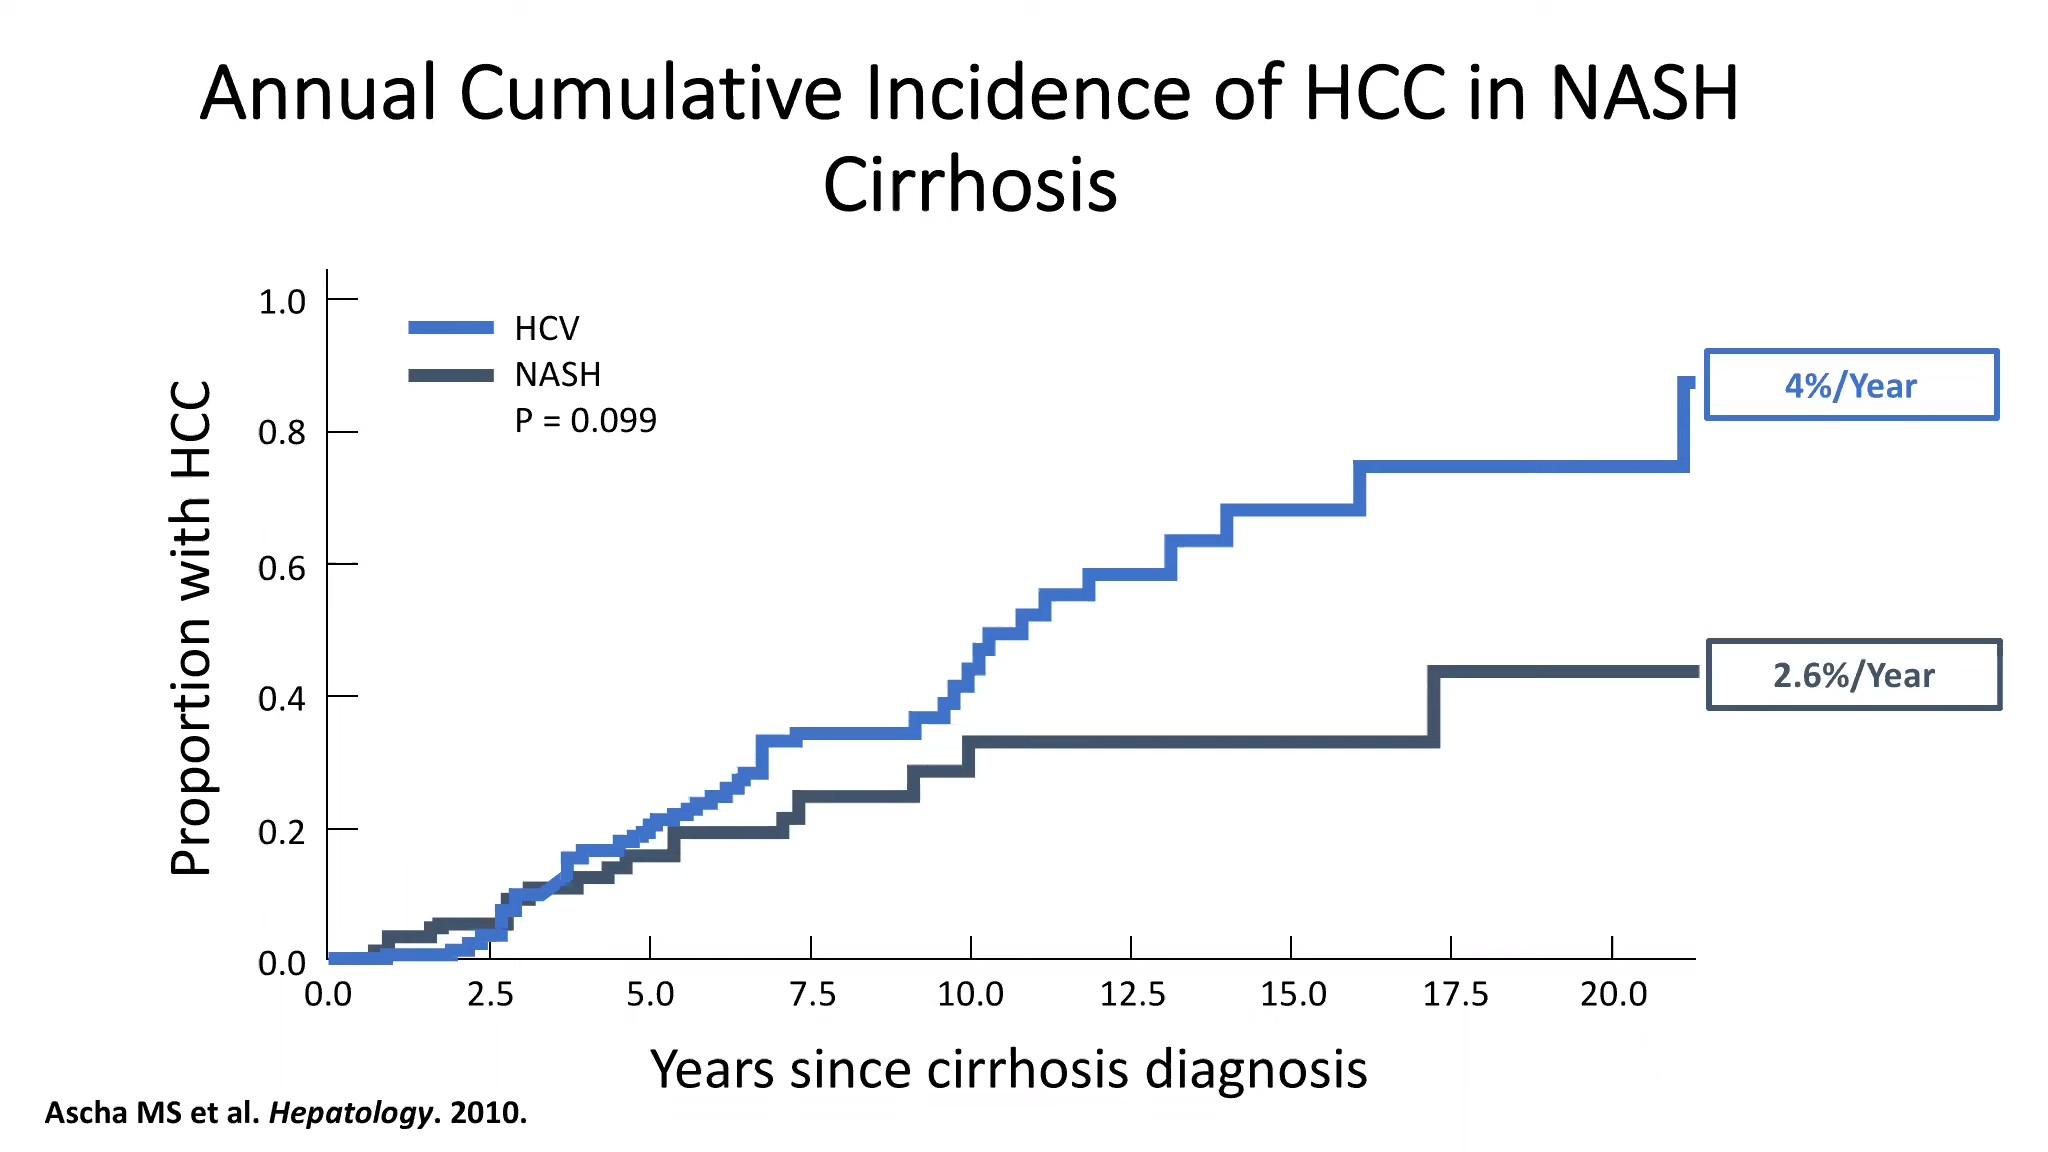 Annual Cumulative Incidence of HCC in NASH
Cirrhosis
1.0
0.8
0.6
0.4
0.2
0.0
Proportion with HCC
HCV
NASH
P = 0.099
4%/Year
2.6%/Year
0.0 2.5 5.0 7.5 10.0 12.5 15.0 17.5 20.0
Years since cirrhosis diagnosis
Ascha MS et al. Hepatology. 2010.